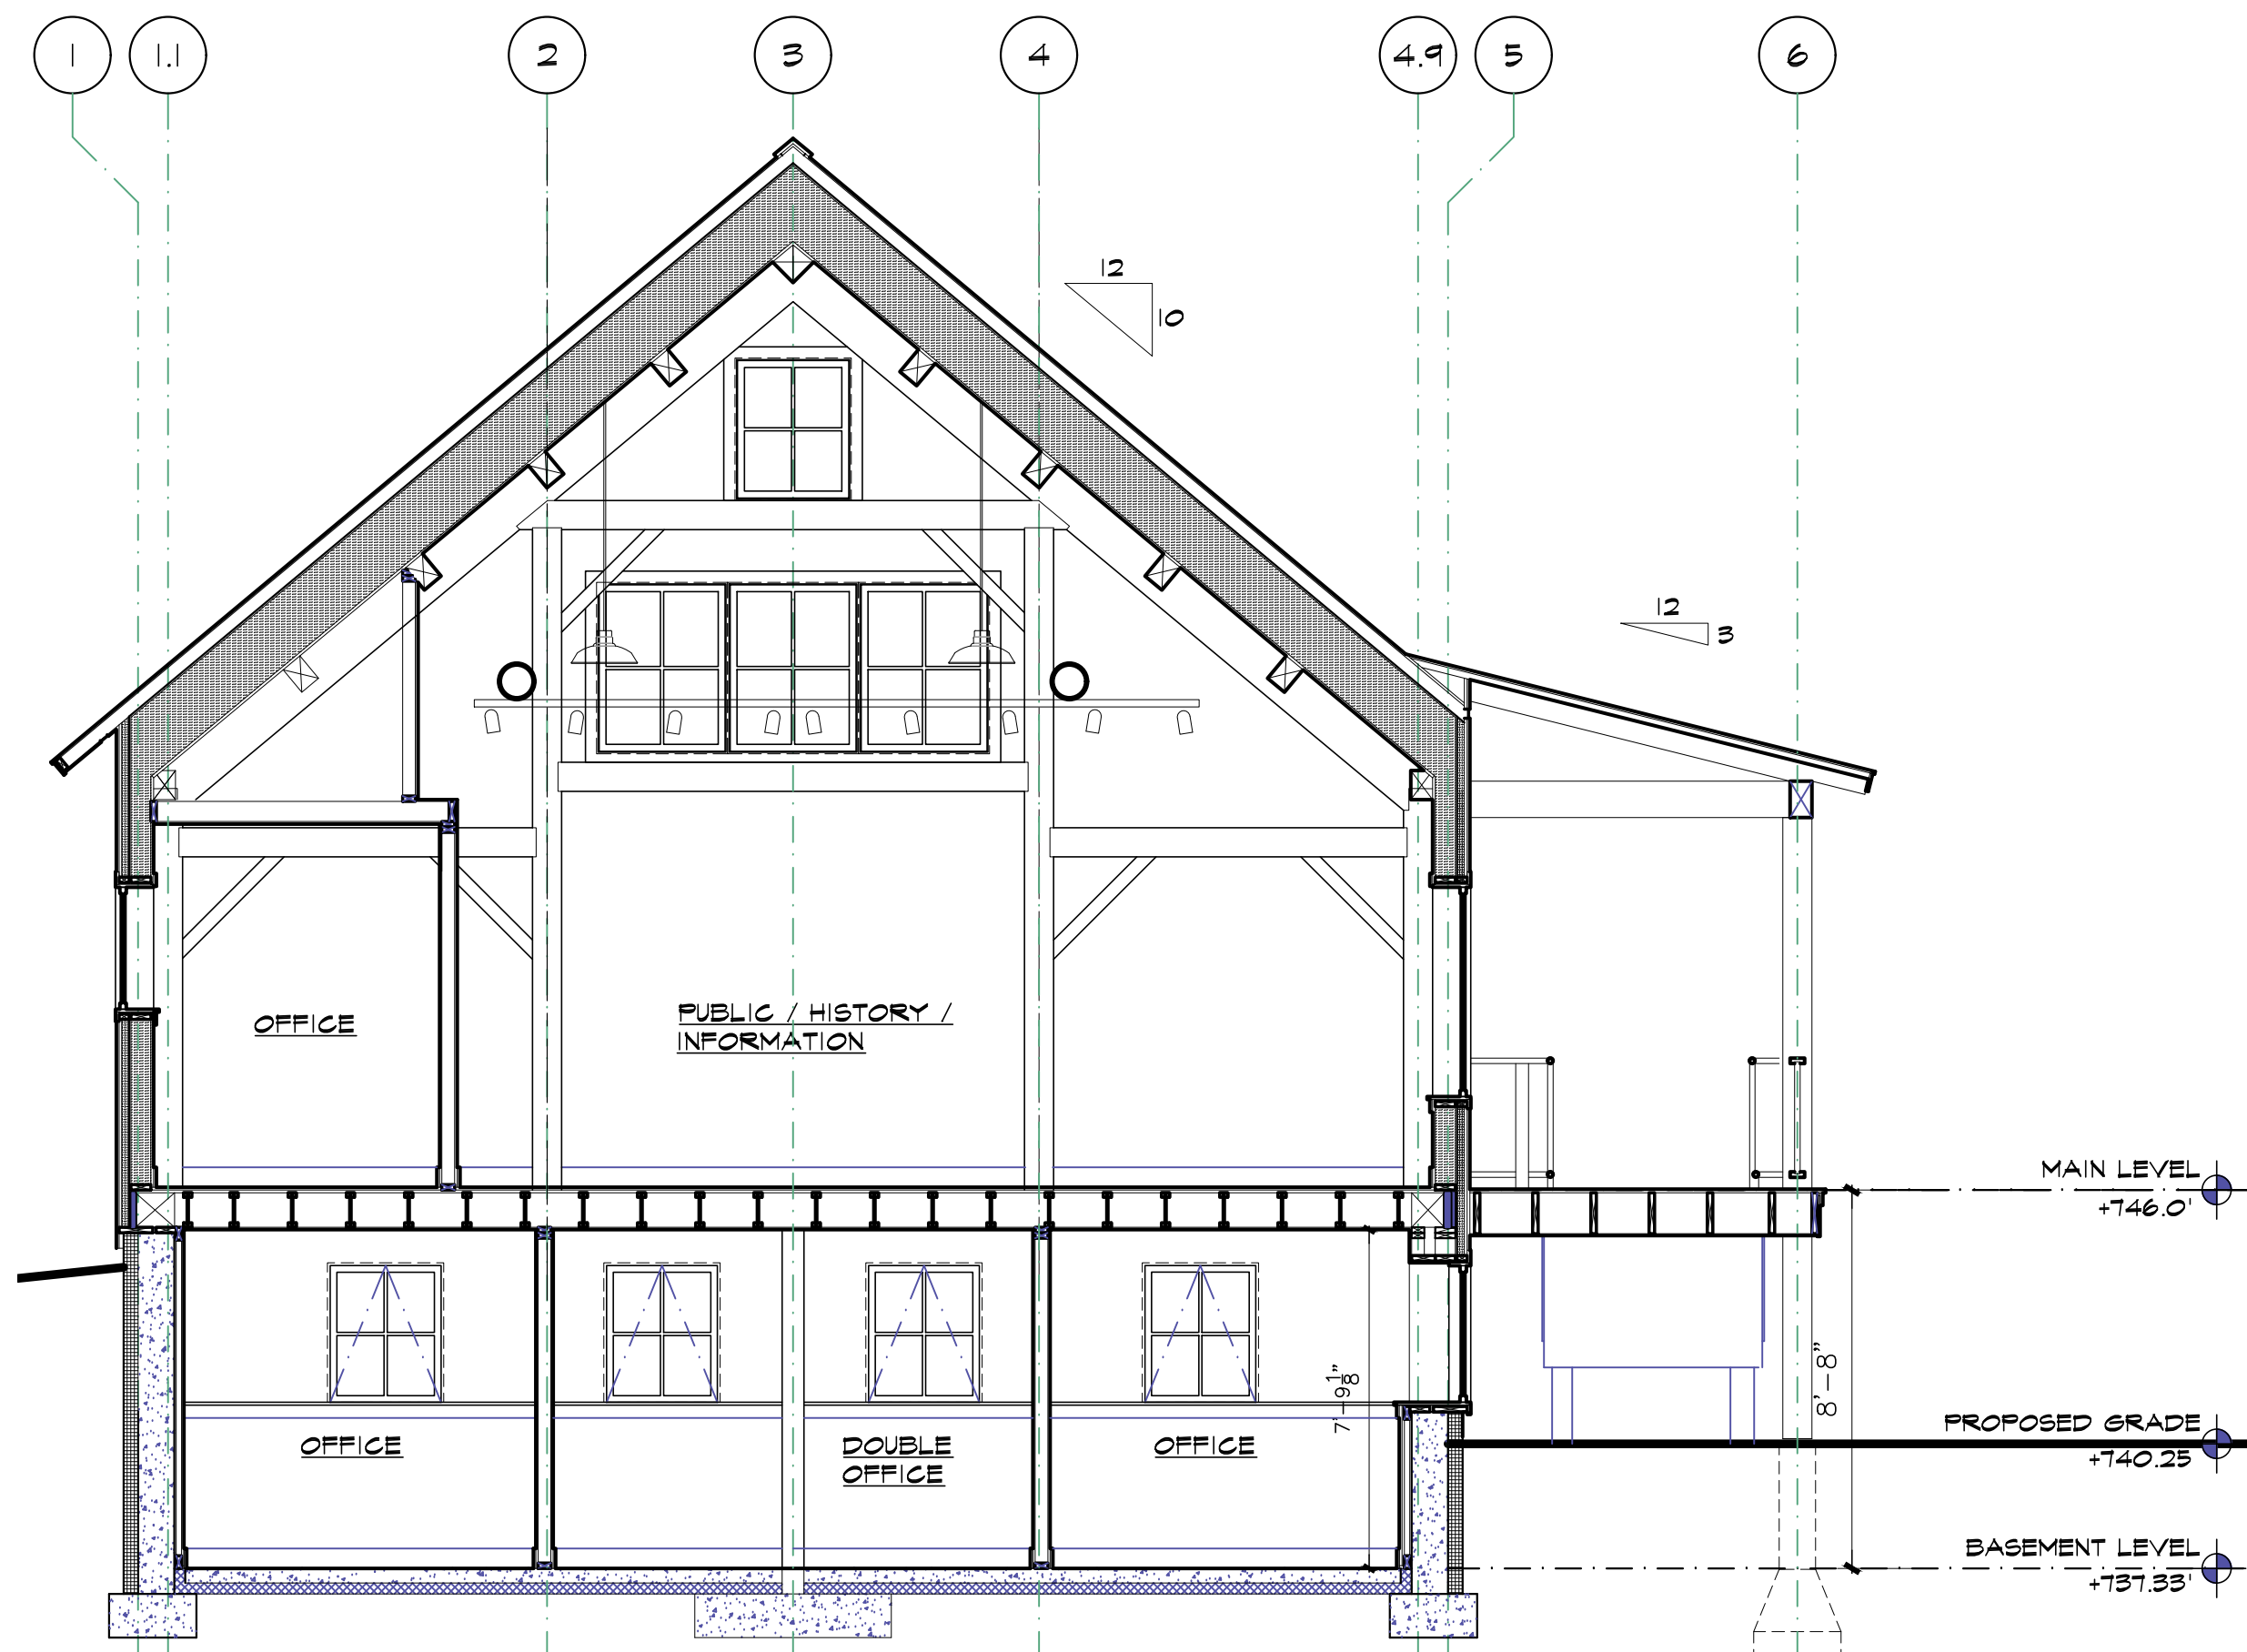 1
1.1
2
3
4
4.9
5
6
12
10
12
3
OFFICE
PUBLIC / HISTORY /
INFORMATION
MAIN LEVEL
+746.0'
7'-9 1/8"
8'-8"
PROPOSED GRADE
+740.25
OFFICE
DOUBLE
OFFICE
OFFICE
BASEMENT LEVEL
+737.33'